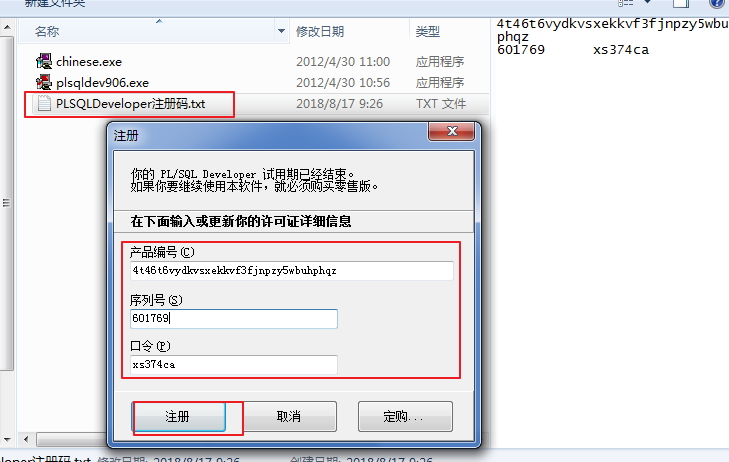 新建文件夹
名称
修改日期
类型
chinese.exe
2012/4/30 11:00
应用程序
plsqldev906.exe
2012/4/30 10:56
应用程序
PLSQLDeveloper注册码.txt
2018/8/17 9:26
TXT 文件
4t46t6vydkvsxekkvf3fjnpzy5wbu
phqz
601769 xs374ca
注册
你的 PL/SQL Developer 试用期已经结束。
如果你要继续使用本软件，就必须购买零售版。
在下面输入或更新你的许可证详细信息
产品编号(C)
4t46t6vydkvsxekkvf3fjnpzy5wbuhphqz
序列号(S)
601769
口令(P)
xs374ca
注册
取消
定购...
loper注册码.txt 修改日期: 2018/8/17 9:26 创建日期: 2018/8/17 9:26